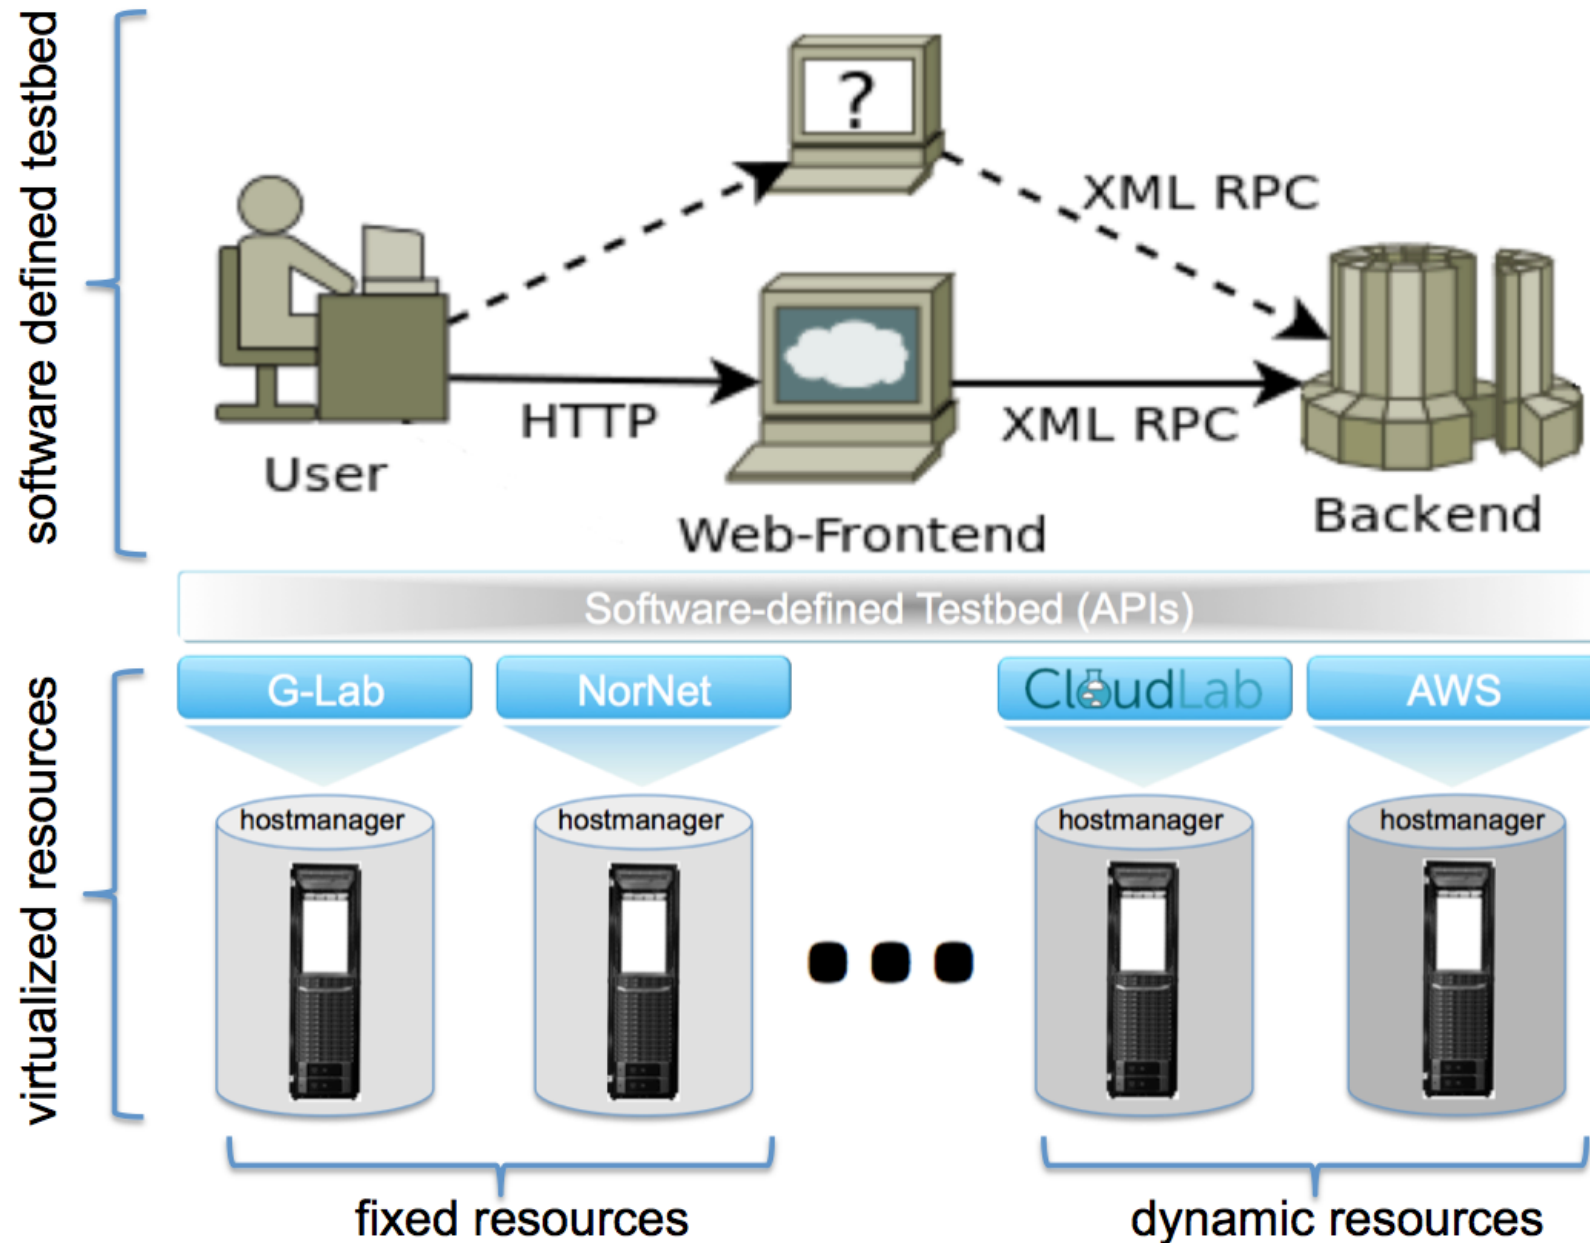 software defined testbed
?
XML RPC
HTTP
XML RPC
User
Web-Frontend
Backend
Software-defined Testbed (APIs)
virtualized resources
G-Lab
NorNet
CloudLab
AWS
hostmanager
hostmanager
hostmanager
hostmanager
fixed resources
dynamic resources